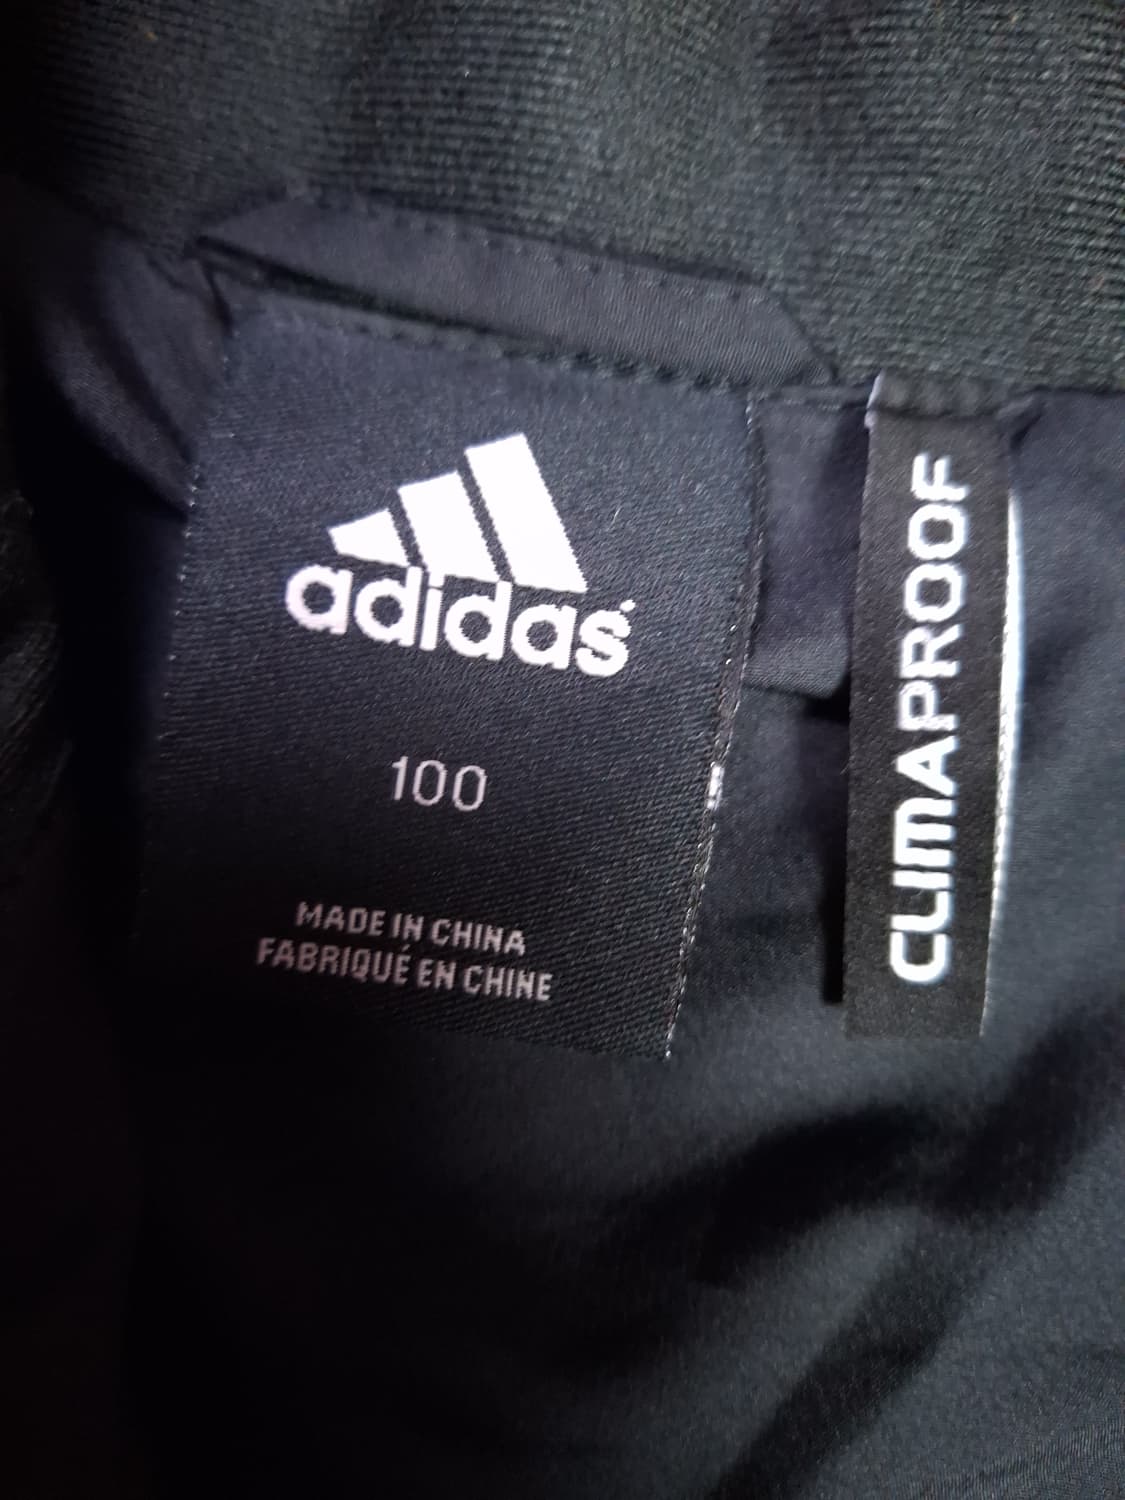 adidas
100
MADE IN CHINA
FABRIQUÉ EN CHINE
CLIMAPROOF